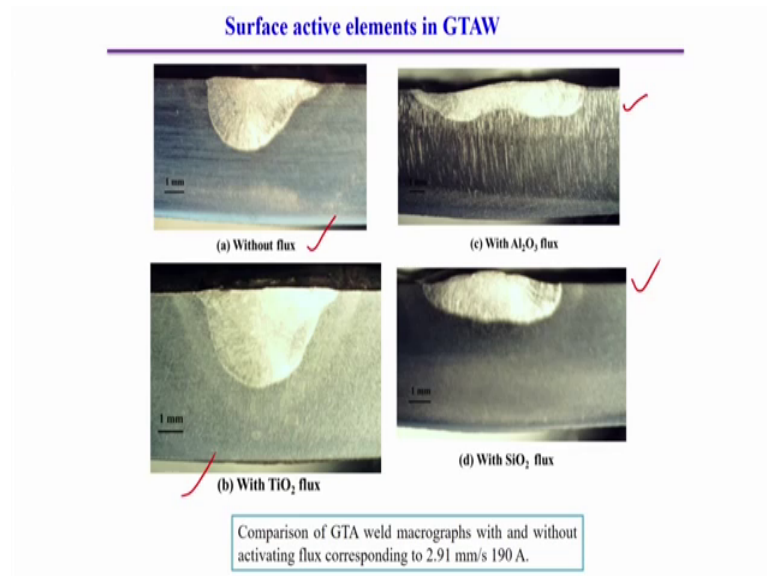 Surface active elements in GTAW
1 mm
(a) Without flux
1 mm
(c) With Al₂O₃ flux
1 mm
(b) With TiO₂ flux
1 mm
(d) With SiO₂ flux
Comparison of GTA weld macrographs with and without
activating flux corresponding to 2.91 mm/s 190 A.